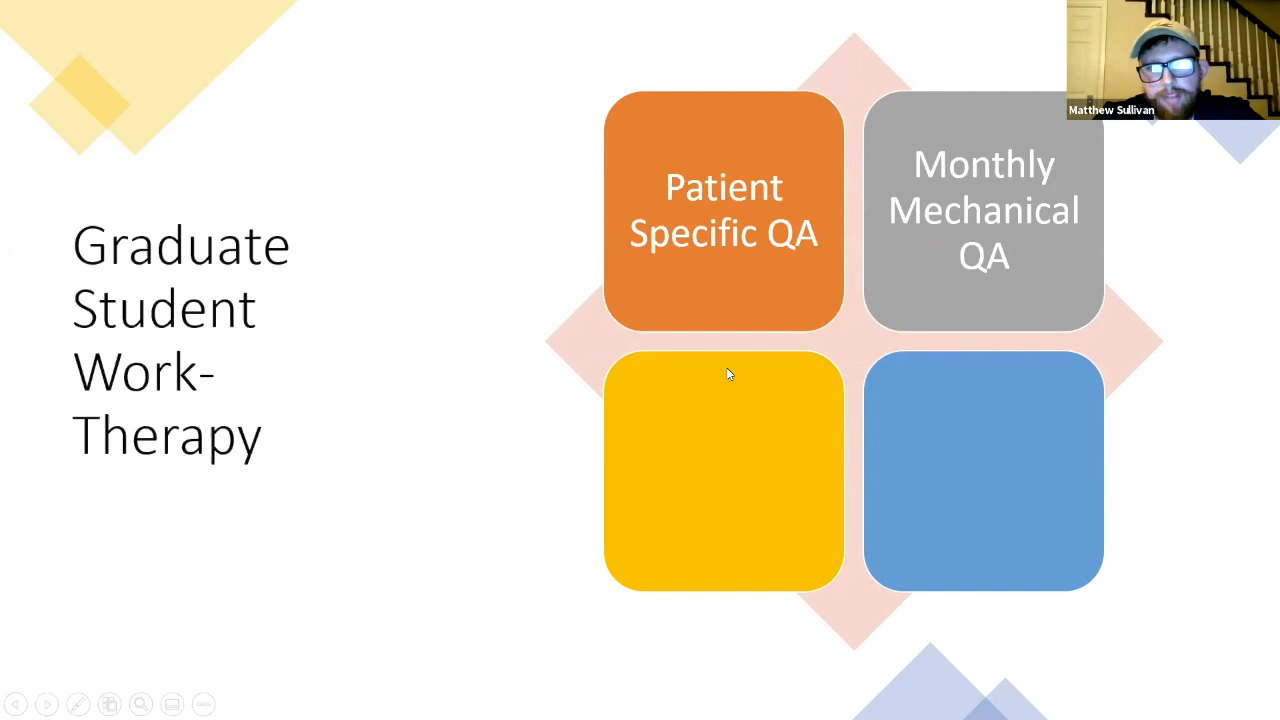 Graduate
Student
Work-
Therapy
Patient
Specific QA
Monthly
Mechanical
QA
Matthew Sullivan